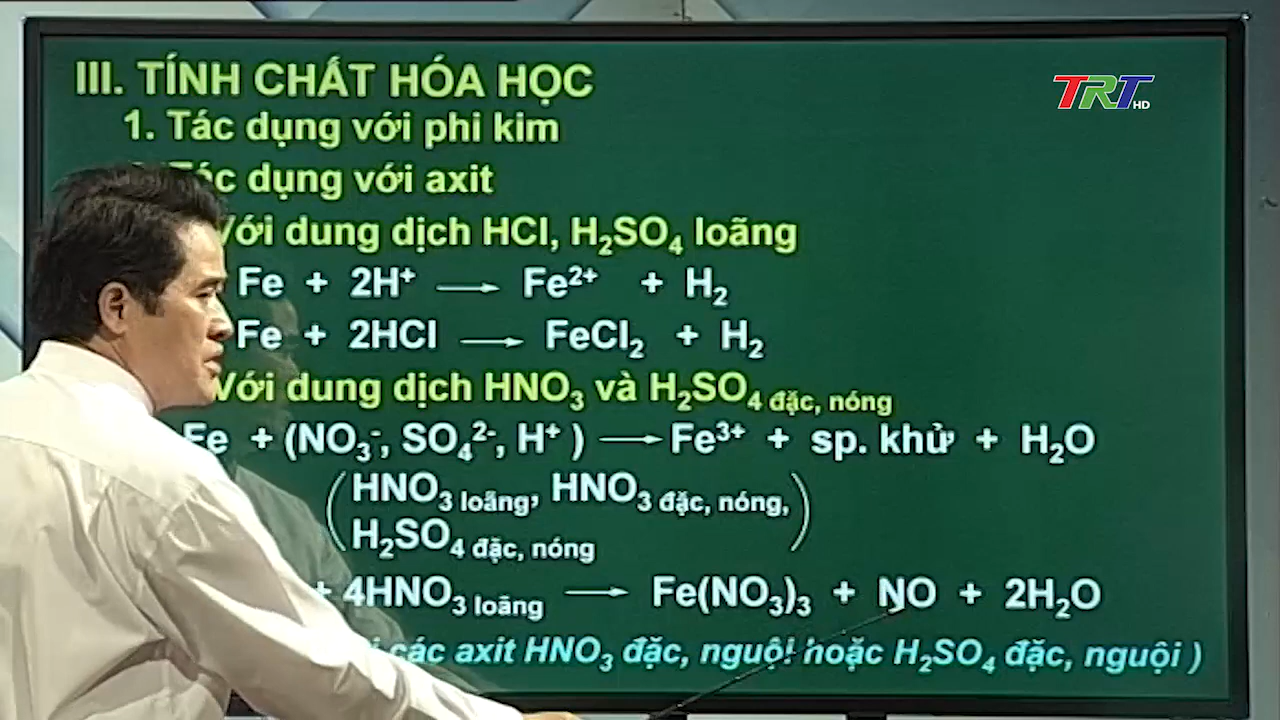 III. TÍNH CHẤT HÓA HỌC
TRT HD
1. Tác dụng với phi kim
Tác dụng với axit
Với dung dịch HCl, H₂SO₄ loãng
Fe + 2H⁺ ⟶ Fe²⁺ + H₂
Fe + 2HCl ⟶ FeCl₂ + H₂
Với dung dịch HNO₃ và H₂SO₄ đặc, nóng
Fe + (NO₃⁻, SO₄²⁻, H⁺ ) ⟶ Fe³⁺ + sp. khử + H₂O
(HNO₃ loãng, HNO₃ đặc, nóng,
H₂SO₄ đặc, nóng)
+ 4HNO₃ loãng ⟶ Fe(NO₃)₃ + NO + 2H₂O
các axit HNO₃ đặc, nguội hoặc H₂SO₄ đặc, nguội )